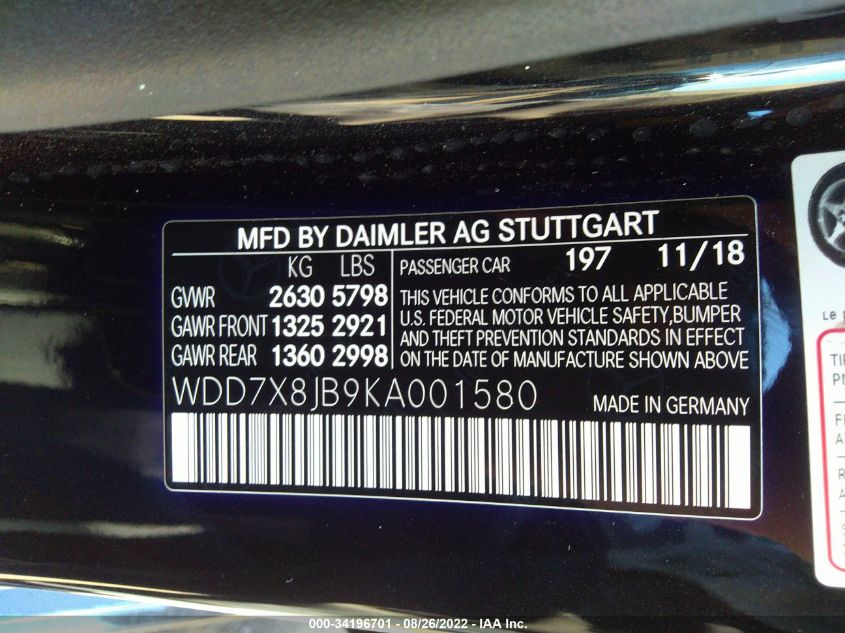 MFD BY DAIMLER AG STUTTGART
KG LBS
GVWR 2630 5798
GAWR FRONT 1325 2921
GAWR REAR 1360 2998
PASSENGER CAR 197 11/18
THIS VEHICLE CONFORMS TO ALL APPLICABLE
U.S. FEDERAL MOTOR VEHICLE SAFETY,BUMPER
AND THEFT PREVENTION STANDARDS IN EFFECT
ON THE DATE OF MANUFACTURE SHOWN ABOVE
WDD7X8JB9KA001580
MADE IN GERMANY
000-34196701 - 08/26/2022 - IAA Inc.